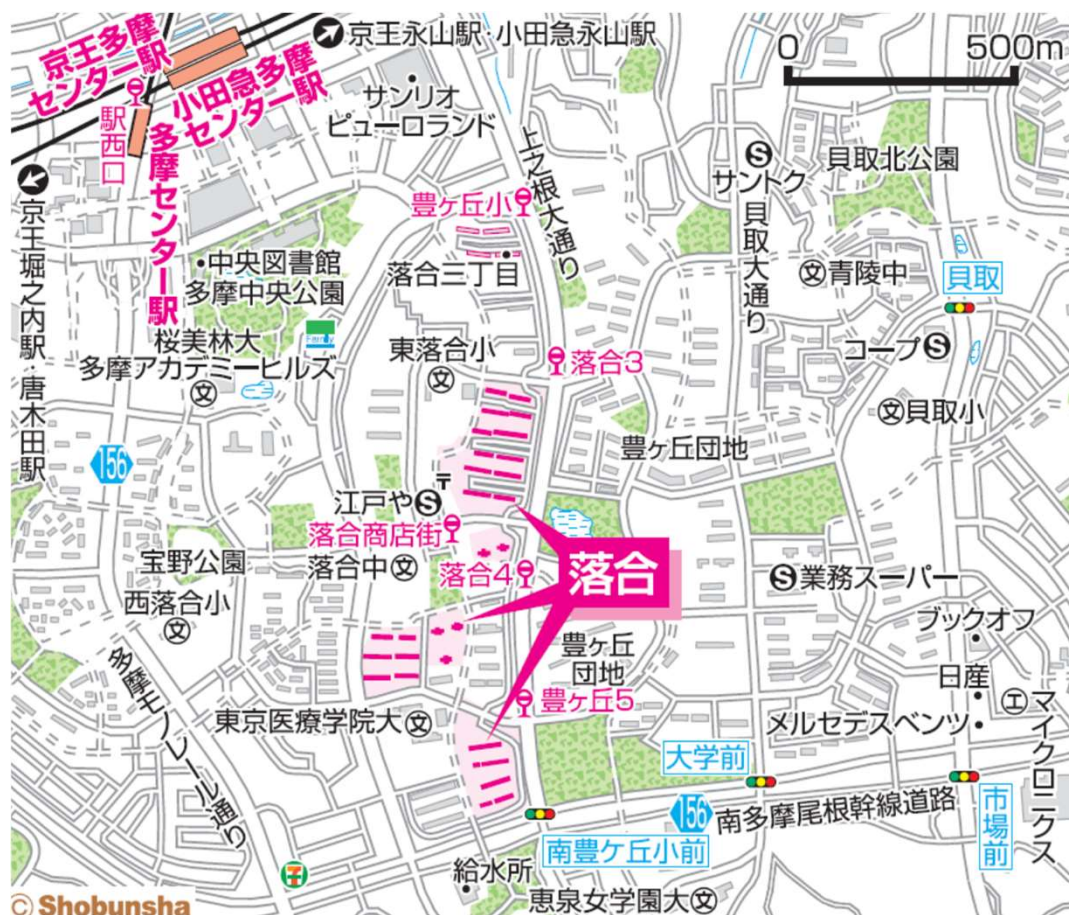 京王永山駅・小田急永山駅
0 500m
京王多摩
センター駅
小田急多摩
センター駅
駅西口
多摩センター駅
サンリオ
ピューロランド
上之根大通り
S
サントク
貝取北公園
京王堀之内駅・唐木田駅
豊ヶ丘小
落合三丁目
貝取大通り
中央図書館
多摩中央公園
文 青陵中
貝取
桜美林大
多摩アカデミーヒルズ
文
Family
東落合小
文
落合3
コープ S
文 貝取小
156
豊ヶ丘団地
〒
江戸や S
落合商店街
宝野公園
落合中 文
落合4
落合
S 業務スーパー
西落合小
文
ブックオフ
豊ヶ丘
団地
日産
多摩モノレール通り
豊ヶ丘5
東京医療学院大 文
メルセデスベンツ
エ マイクロニークス
大学前
156
南多摩尾根幹線道路
市場前
南豊ヶ丘小前
7
給水所
恵泉女学園大 文
© Shobunsha